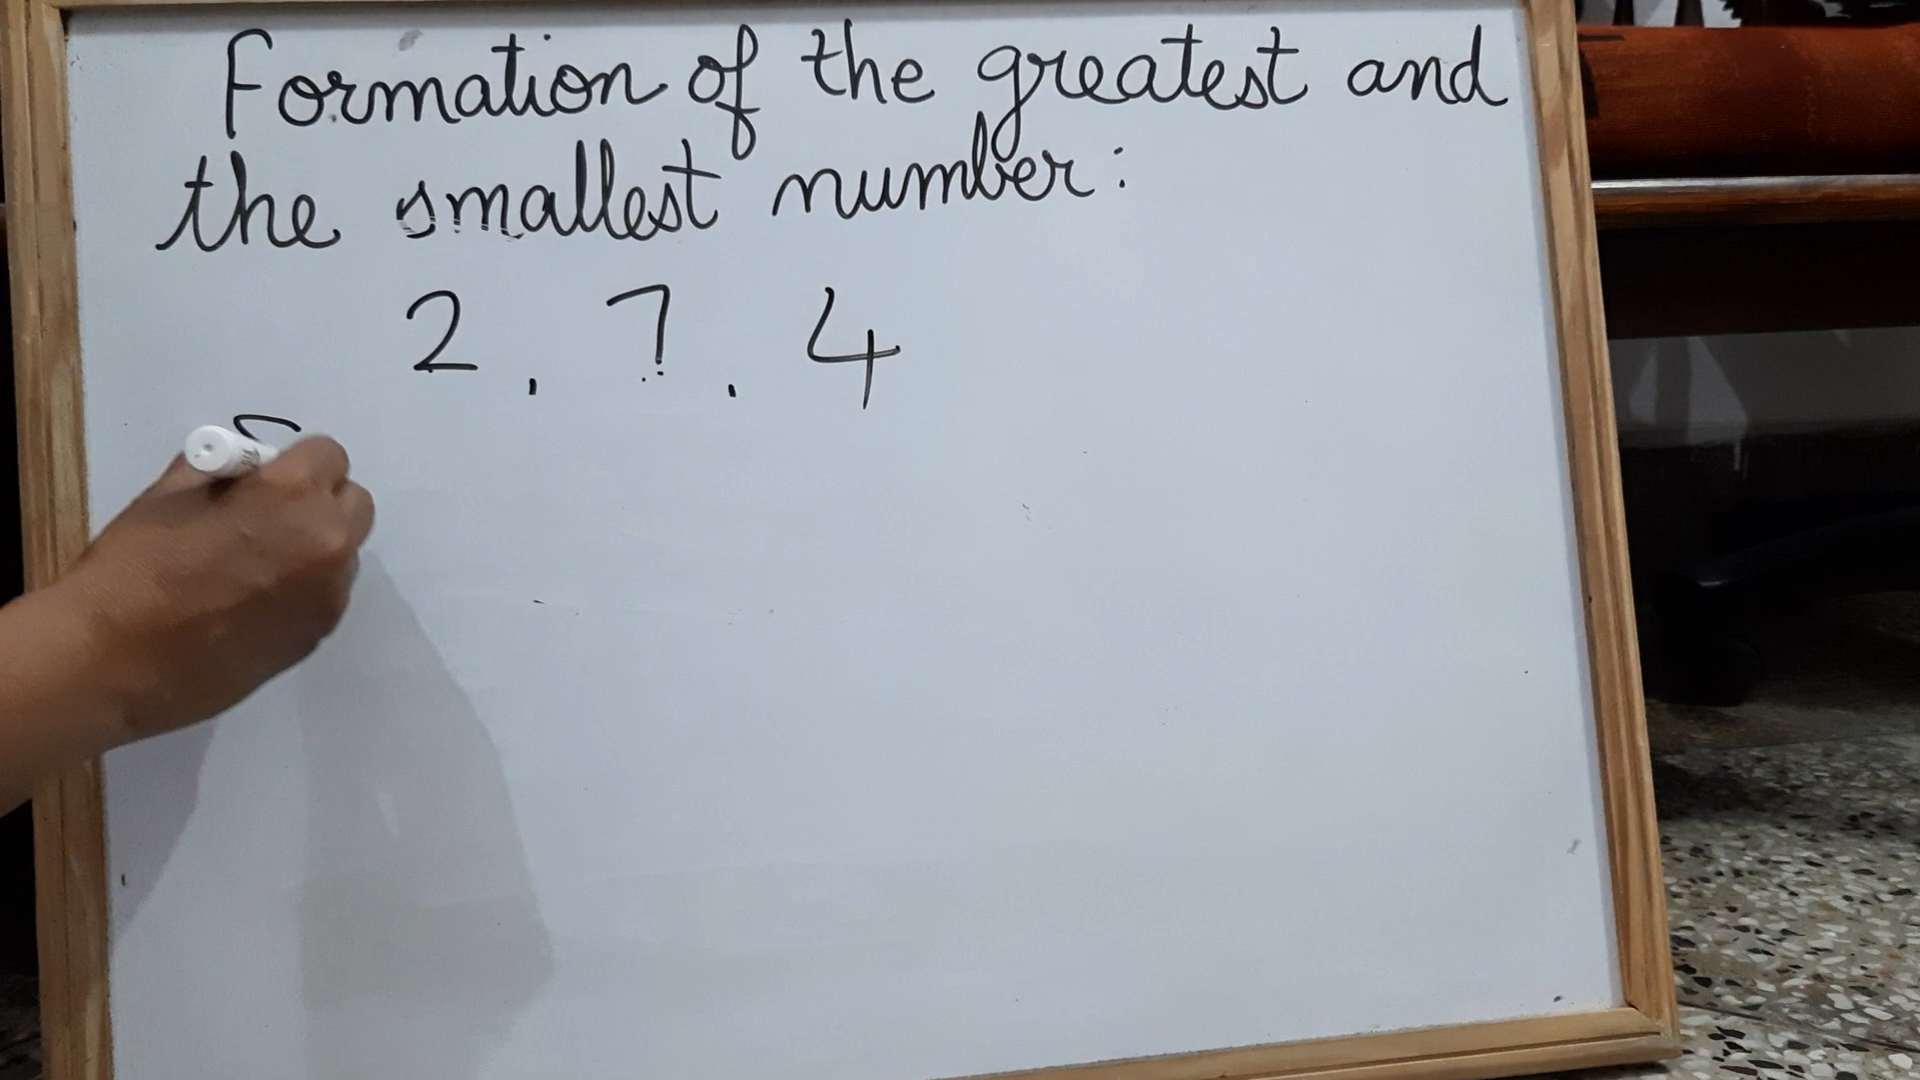 Formation of the greatest and
the smallest number:
2, 7, 4